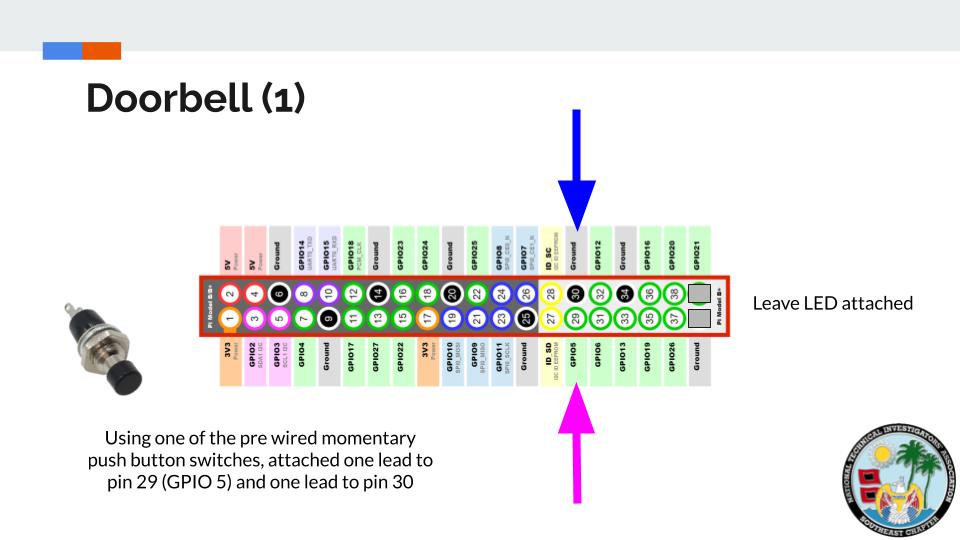 Doorbell (1)
5V Power
5V Power
Ground
GPIO14 UART0_TXD
GPIO15 UART0_RXD
GPIO18 PCM_CLK
Ground
GPIO23
GPIO24
Ground
GPIO25
GPIO8 SPI0_CE0_N
GPIO7 SPI0_CE1_N
ID_SC I2C ID EEPROM
Ground
GPIO12
Ground
GPIO16
GPIO20
GPIO21
2 4 6 8 10 12 14 16 18 20 22 24 26 28 30 32 34 36 38
1 3 5 7 9 11 13 15 17 19 21 23 25 27 29 31 33 35 37
Pi Model B+
3V3 Power
GPIO2 SDA1 I2C
GPIO3 SCL1 I2C
GPIO4
Ground
GPIO17
GPIO27
GPIO22
3V3 Power
GPIO10 SPI0_MOSI
GPIO9 SPI0_MISO
GPIO11 SPI0_SCLK
Ground
ID_SD I2C ID EEPROM
GPIO5
GPIO6
GPIO13
GPIO19
GPIO26
Ground
Leave LED attached
Using one of the pre wired momentary
push button switches, attached one lead to
pin 29 (GPIO 5) and one lead to pin 30
NATIONAL TECHNICAL INVESTIGATORS' ASSOCIATION
SOUTHEAST CHAPTER